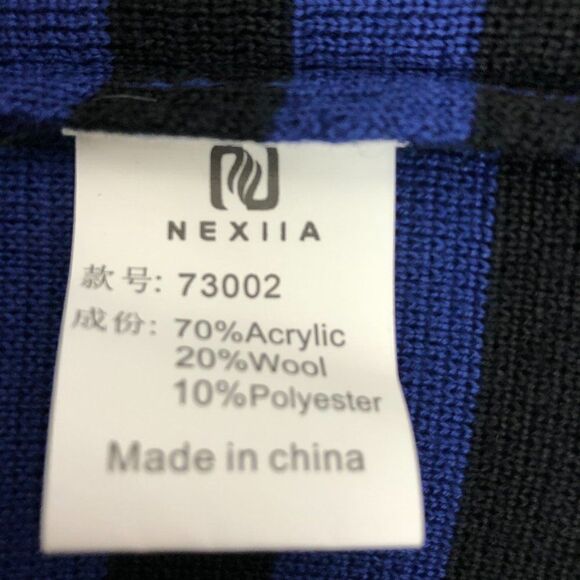 NEXIIA
款号: 73002
成份: 70%Acrylic
20%Wool
10%Polyester
Made in china